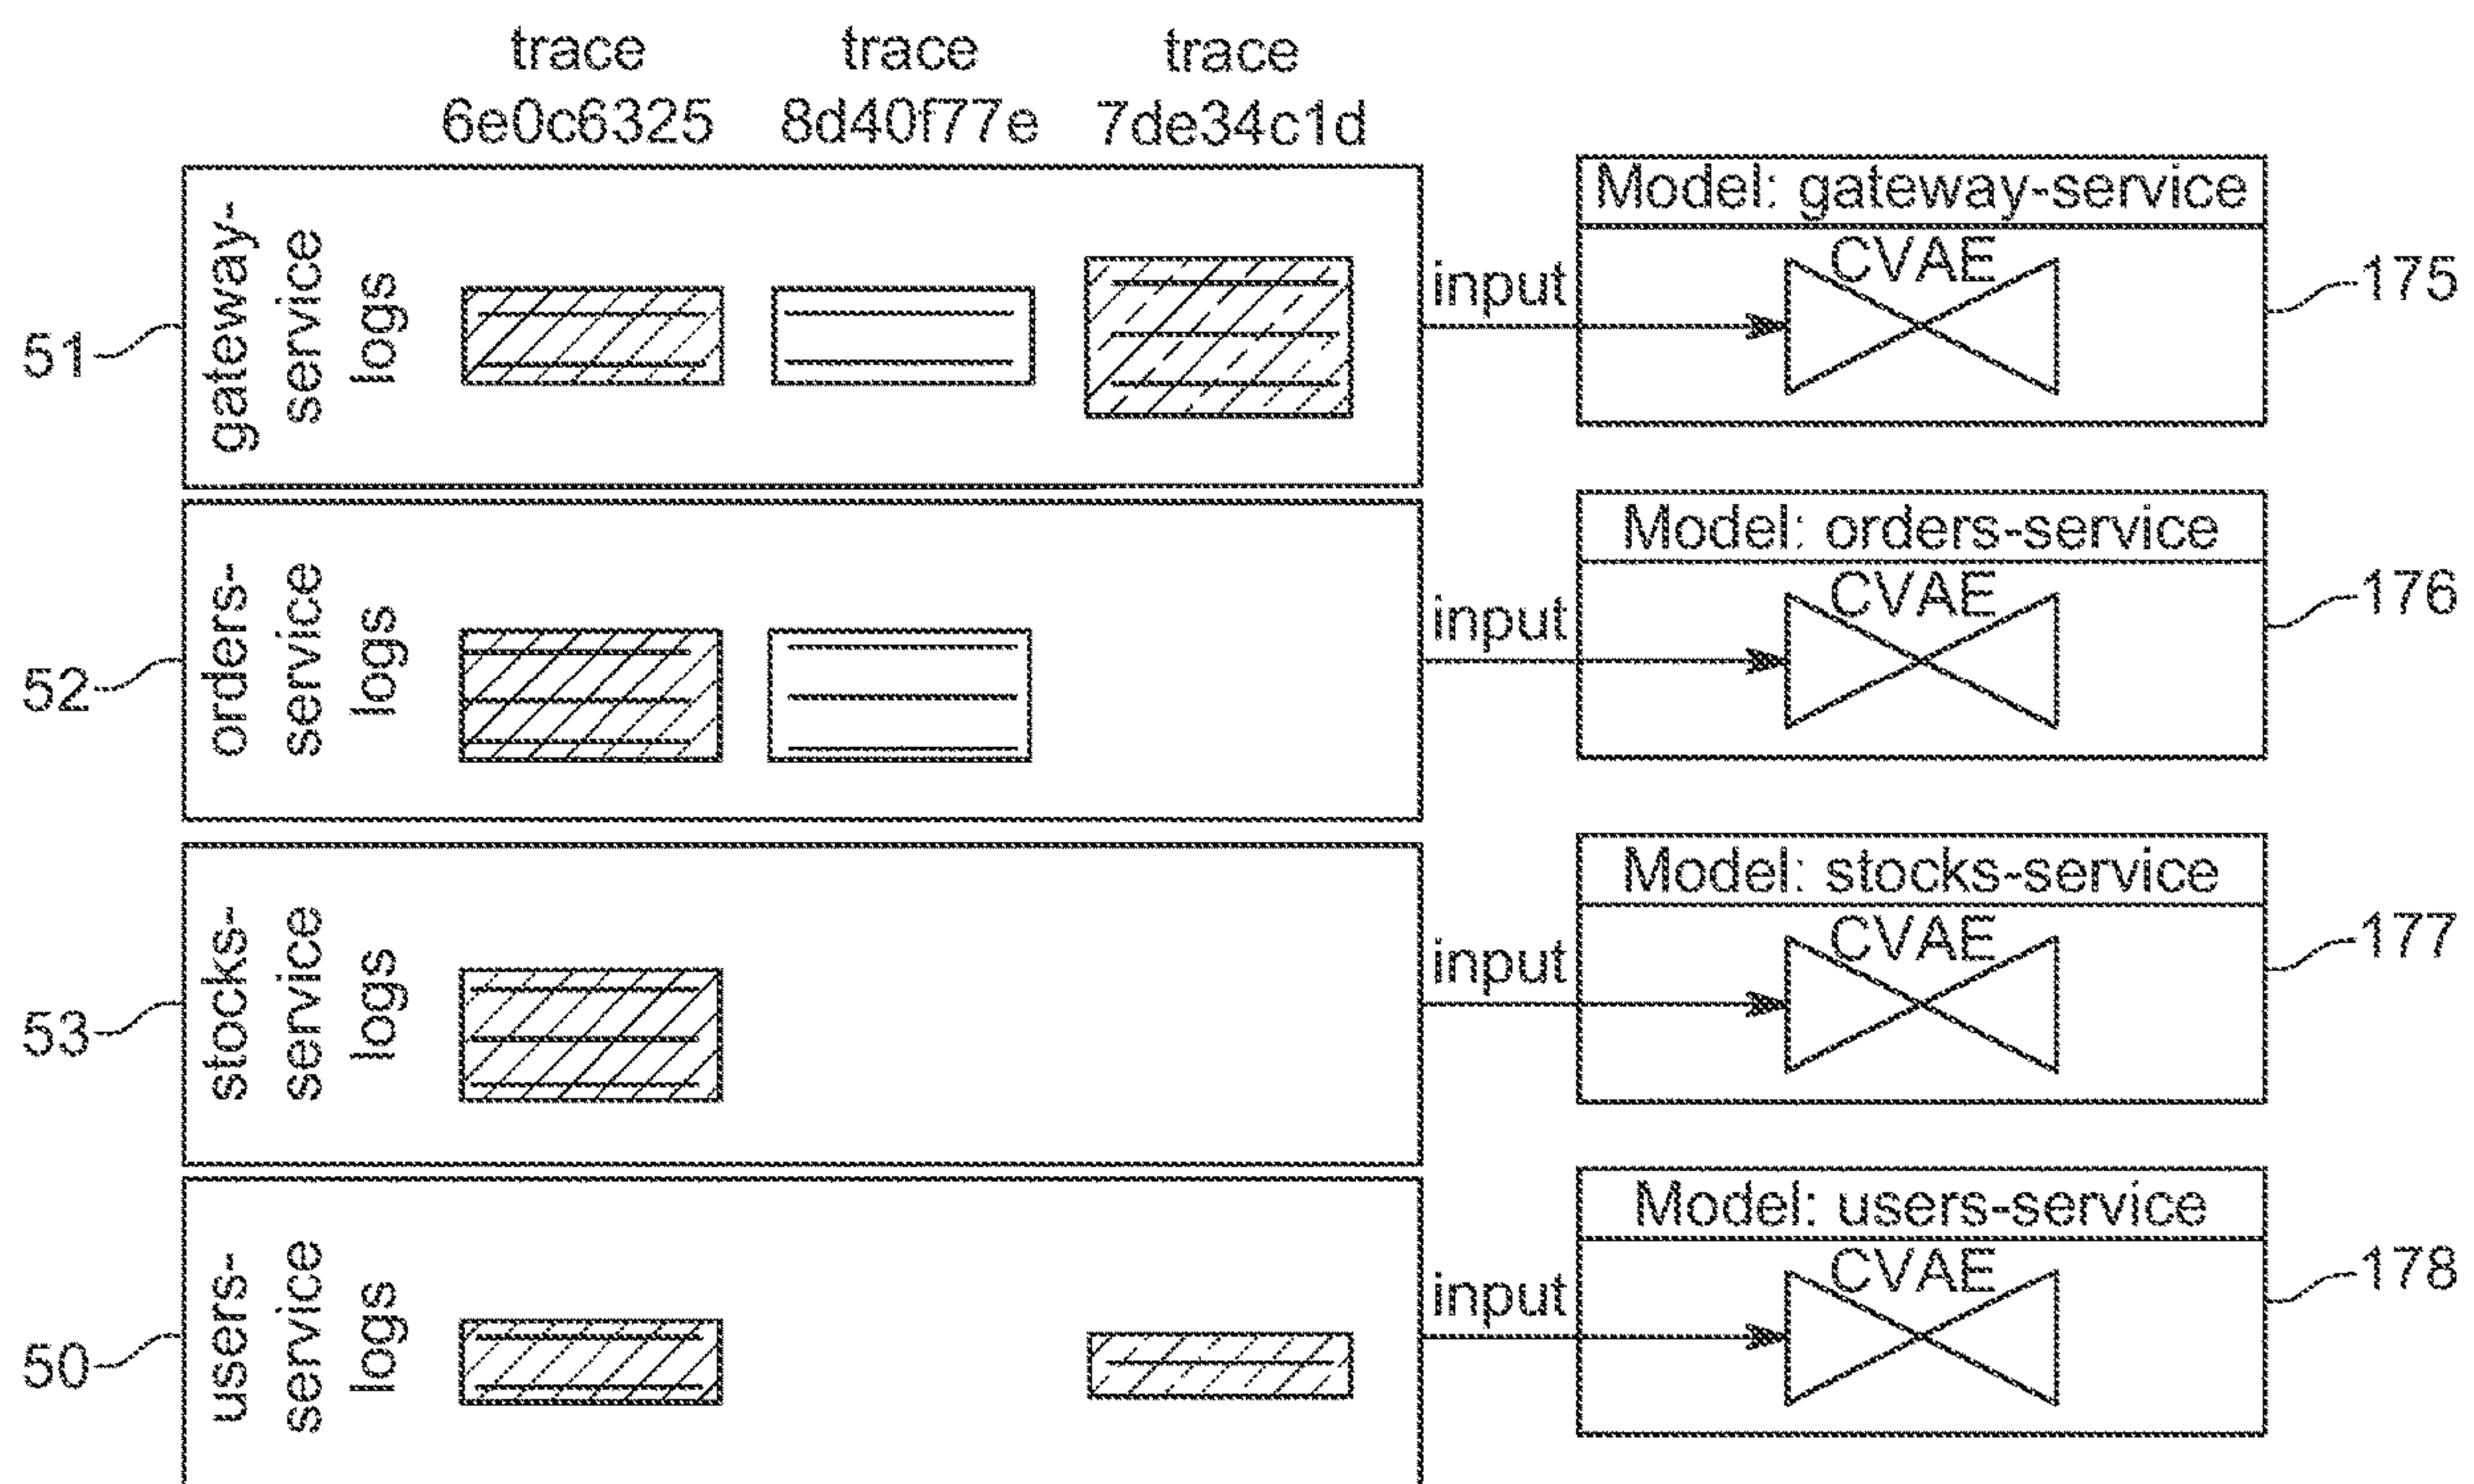 trace
6e0c6325
trace
8d40f77e
trace
7de34c1d
51
gateway-
service
logs
input
Model: gateway-service
CVAE
175
52
orders-
service
logs
input
Model: orders-service
CVAE
176
53
stocks-
service
logs
input
Model: stocks-service
CVAE
177
50
users-
service
logs
input
Model: users-service
CVAE
178